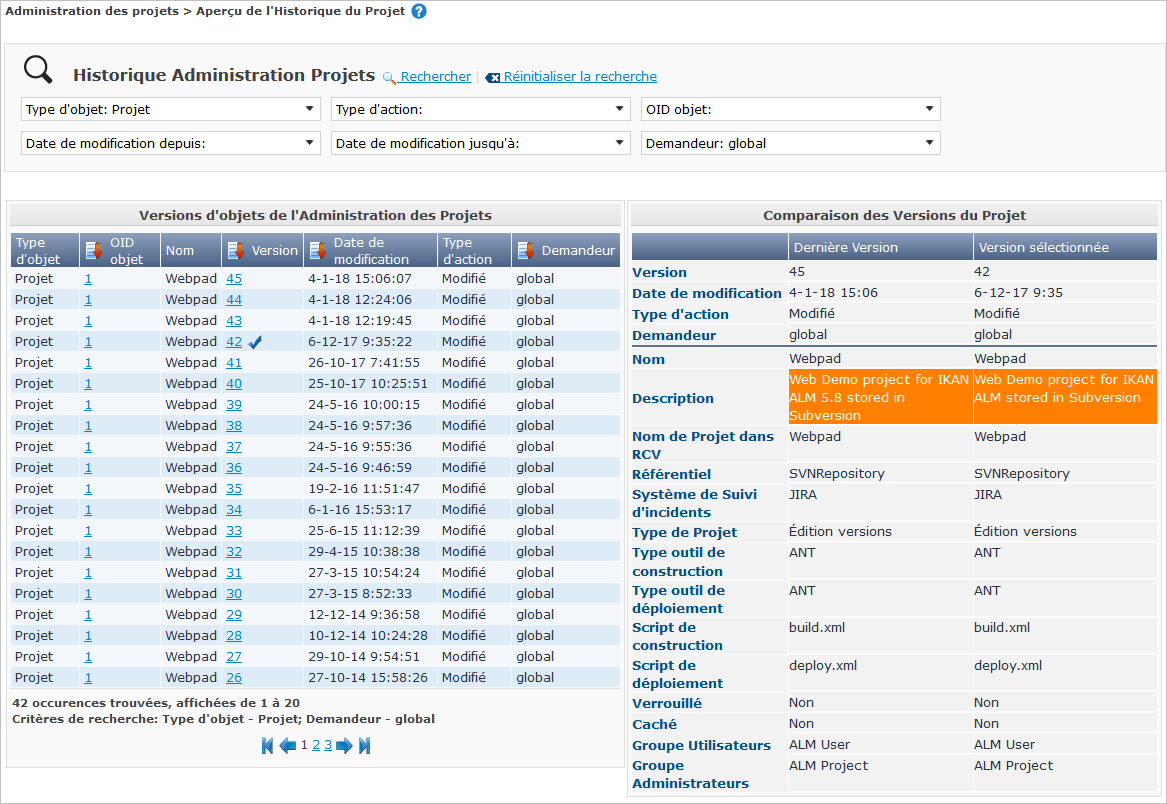 Administration des projets > Aperçu de l'Historique du Projet ?
Historique Administration Projets Rechercher | Réinitialiser la recherche
Type d'objet: Projet Type d'action: OID objet:
Date de modification depuis: Date de modification jusqu'à: Demandeur: global
Versions d'objets de l'Administration des Projets
Type d'objet OID objet Nom Version Date de modification Type d'action Demandeur
Projet 1 Webpad 45 4-1-18 15:06:07 Modifié global
Projet 1 Webpad 44 4-1-18 12:24:06 Modifié global
Projet 1 Webpad 43 4-1-18 12:19:45 Modifié global
Projet 1 Webpad 42 6-12-17 9:35:22 Modifié global
Projet 1 Webpad 41 26-10-17 7:41:55 Modifié global
Projet 1 Webpad 40 25-10-17 10:25:51 Modifié global
Projet 1 Webpad 39 24-5-16 10:00:15 Modifié global
Projet 1 Webpad 38 24-5-16 9:57:36 Modifié global
Projet 1 Webpad 37 24-5-16 9:55:36 Modifié global
Projet 1 Webpad 36 24-5-16 9:46:59 Modifié global
Projet 1 Webpad 35 19-2-16 11:51:47 Modifié global
Projet 1 Webpad 34 6-1-16 15:53:17 Modifié global
Projet 1 Webpad 33 25-6-15 11:12:39 Modifié global
Projet 1 Webpad 32 29-4-15 10:38:38 Modifié global
Projet 1 Webpad 31 27-3-15 10:54:24 Modifié global
Projet 1 Webpad 30 27-3-15 8:52:33 Modifié global
Projet 1 Webpad 29 12-12-14 9:36:58 Modifié global
Projet 1 Webpad 28 10-12-14 10:24:28 Modifié global
Projet 1 Webpad 27 29-10-14 9:54:51 Modifié global
Projet 1 Webpad 26 27-10-14 15:58:26 Modifié global
42 occurences trouvées, affichées de 1 à 20
Critères de recherche: Type d'objet - Projet; Demandeur - global
1 2 3
Comparaison des Versions du Projet
Dernière Version Version sélectionnée
Version 45 42
Date de modification 4-1-18 15:06 6-12-17 9:35
Type d'action Modifié Modifié
Demandeur global global
Nom Webpad Webpad
Description Web Demo project for IKAN ALM 5.8 stored in Subversion Web Demo project for IKAN ALM stored in Subversion
Nom de Projet dans RCV Webpad Webpad
Référentiel SVNRepository SVNRepository
Système de Suivi d'incidents JIRA JIRA
Type de Projet Édition versions Édition versions
Type outil de construction ANT ANT
Type outil de déploiement ANT ANT
Script de construction build.xml build.xml
Script de déploiement deploy.xml deploy.xml
Verrouillé Non Non
Caché Non Non
Groupe Utilisateurs ALM User ALM User
Groupe Administrateurs ALM Project ALM Project